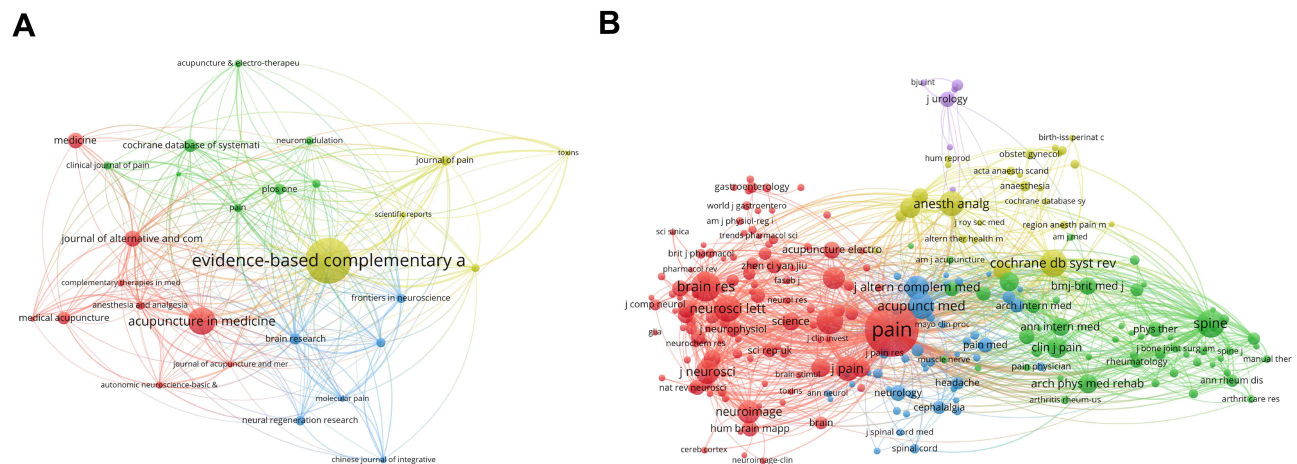 A
acupuncture & electro-therapeu
medicine
cochrane database of systemati
neuromodulation
clinical journal of pain
journal of pain
toxins
plos one
pain
scientific reports
journal of alternative and com
evidence-based complementary a
complementary therapies in med
frontiers in neuroscience
anesthesia and analgesia
medical acupuncture
acupuncture in medicine
brain research
journal of acupuncture and mer
autonomic neuroscience-basic &
molecular pain
neural regeneration research
chinese journal of integrative
B
bju int
j urology
birth-iss perinat c
obstet gynecol
hum reprod
acta anaesth scand
gastroenterology
anaesthesia
world j gastroentero
anesth analg
cochrane database sy
am j physiol-reg i
j roy soc med
region anesth pain m
sci sinica
trends pharmacol sci
altern ther health m
am j med
brit j pharmacol
acupuncture electro
pharmacol rev
zhen ci yan jiu
am j acupuncture
cochrane db syst rev
faseb j
brain res
j altern complem med
bmj-brit med j
j comp neurol
neurosci lett
neurol res
acupunct med
arch intern med
glia
j neurophysiol
science
pain
mayo clin proc
ann intern med
phys ther
spine
neurochem res
j clin invest
sci rep-uk
j pain res
pain med
clin j pain
j bone joint surg am
spine j
muscle nerve
pain physician
rheumatology
manual ther
j neurosci
brain stimul
j pain
nat rev neurosci
toxins
ann neurol
neurology
headache
arch phys med rehab
ann rheum dis
neuroimage
cephalalgia
arthritis rheum-us
arthrit care res
hum brain mapp
brain
j spinal cord med
cereb cortex
spinal cord
neuroimage-clin